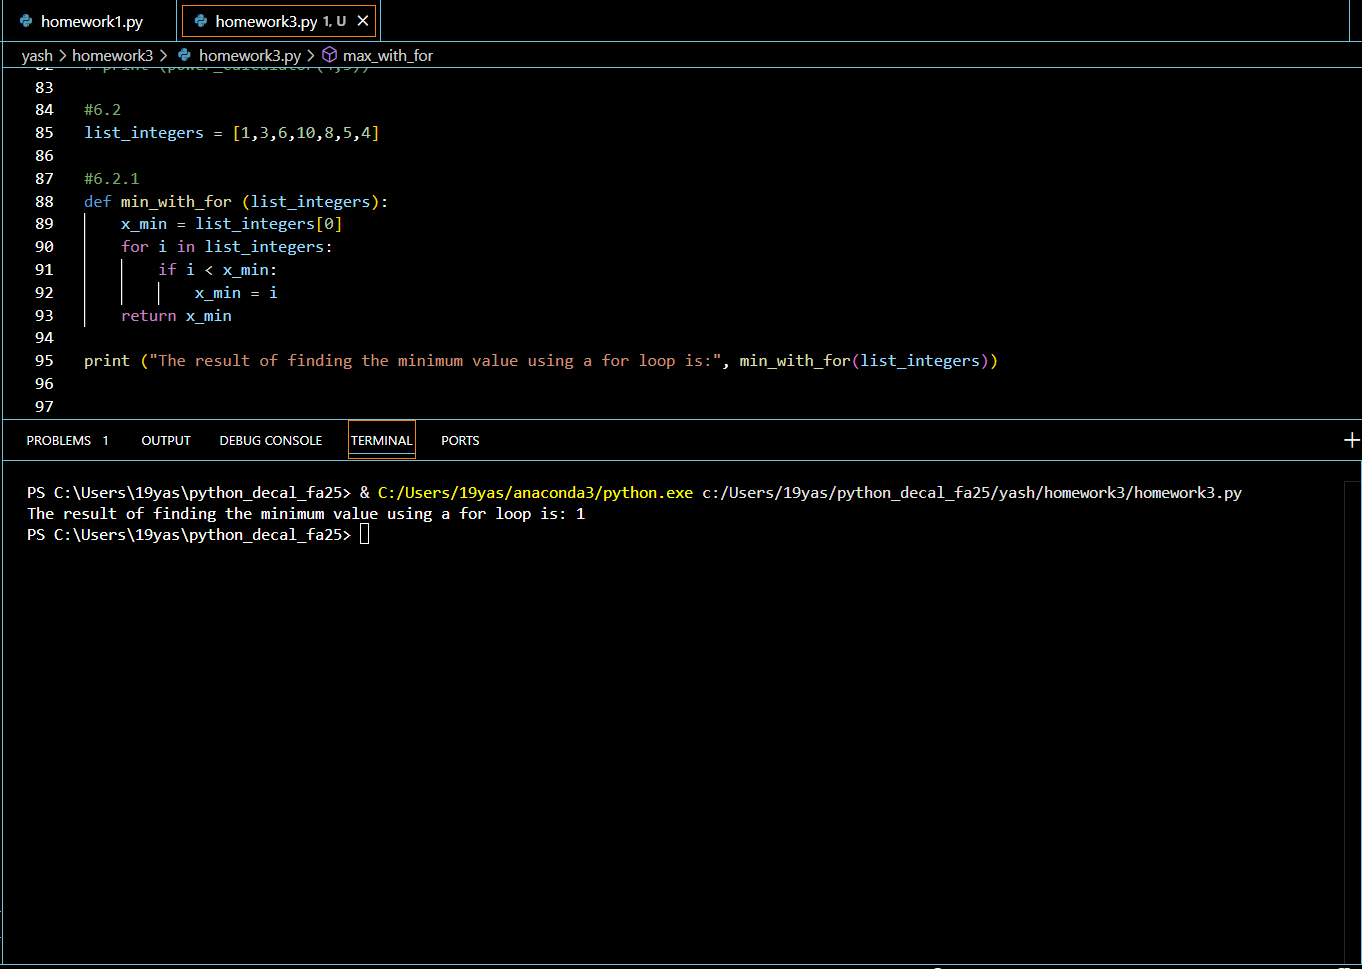 homework1.py homework3.py 1, U
yash > homework3 > homework3.py > max_with_for
82 # print (power_calculator(4,3))
83
84 #6.2
85 list_integers = [1,3,6,10,8,5,4]
86
87 #6.2.1
88 def min_with_for (list_integers):
89 x_min = list_integers[0]
90 for i in list_integers:
91 if i < x_min:
92 x_min = i
93 return x_min
94
95 print ("The result of finding the minimum value using a for loop is:", min_with_for(list_integers))
96
97
PROBLEMS 1 OUTPUT DEBUG CONSOLE TERMINAL PORTS
PS C:\Users\19yas\python_decal_fa25> & C:/Users/19yas/anaconda3/python.exe c:/Users/19yas/python_decal_fa25/yash/homework3/homework3.py
The result of finding the minimum value using a for loop is: 1
PS C:\Users\19yas\python_decal_fa25>